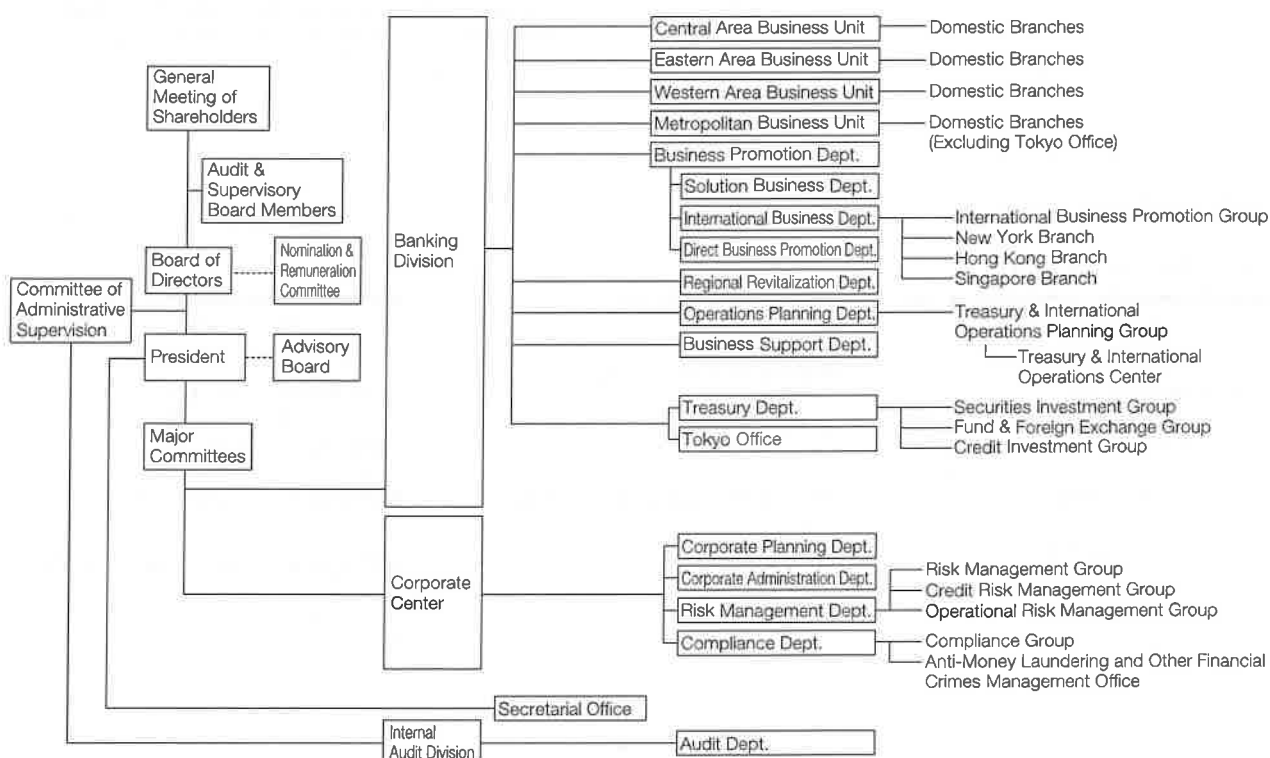 General
Meeting of
Shareholders
Audit &
Supervisory
Board Members
Board of
Directors
Nomination &
Remuneration
Committee
Committee of
Administrative
Supervision
President
Advisory
Board
Major
Committees
Banking
Division
Central Area Business Unit
Domestic Branches
Eastern Area Business Unit
Domestic Branches
Western Area Business Unit
Domestic Branches
Metropolitan Business Unit
Domestic Branches
(Excluding Tokyo Office)
Business Promotion Dept.
Solution Business Dept.
International Business Dept.
International Business Promotion Group
New York Branch
Hong Kong Branch
Singapore Branch
Direct Business Promotion Dept.
Regional Revitalization Dept.
Operations Planning Dept.
Treasury & International
Operations Planning Group
Treasury & International
Operations Center
Business Support Dept.
Treasury Dept.
Securities Investment Group
Fund & Foreign Exchange Group
Credit Investment Group
Tokyo Office
Corporate
Center
Corporate Planning Dept.
Corporate Administration Dept.
Risk Management Dept.
Risk Management Group
Credit Risk Management Group
Operational Risk Management Group
Compliance Dept.
Compliance Group
Anti-Money Laundering and Other Financial
Crimes Management Office
Secretarial Office
Internal
Audit Division
Audit Dept.